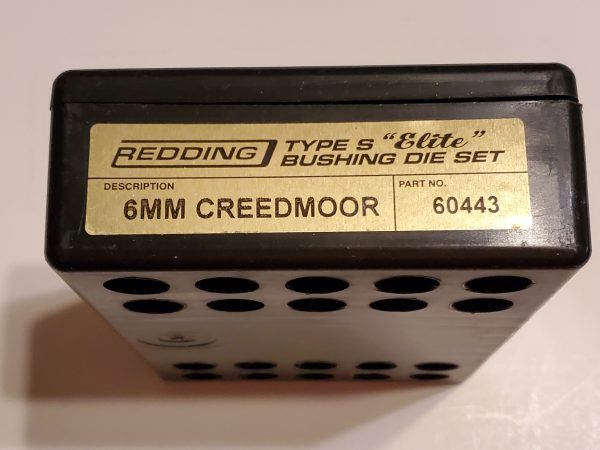 REDDING TYPE S "Elite"
BUSHING DIE SET
DESCRIPTION PART NO.
6MM CREEDMOOR 60443